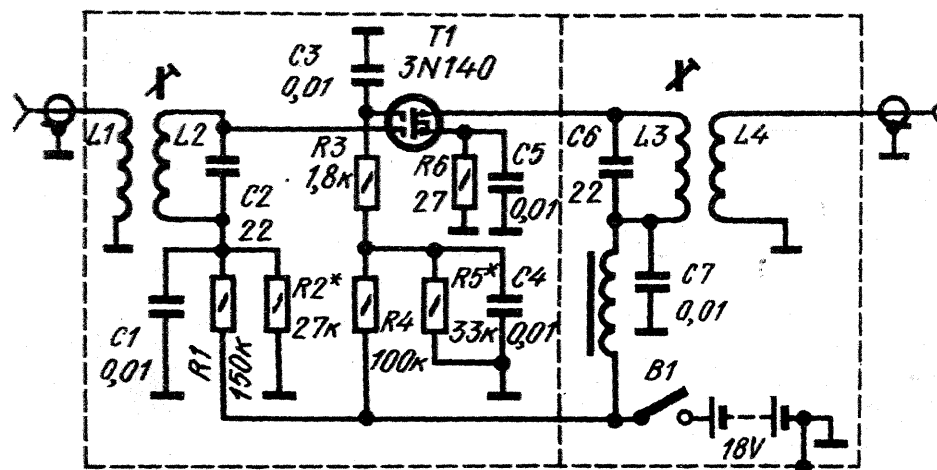 T1
3N140
C3
0,01
L1
L2
C2
22
R3
1,8к
R6
27
C5
0,01
C6
22
L3
L4
C1
0,01
R1
150к
R2*
27к
R4
100к
R5*
33к
C4
0,01
C7
0,01
B1
18V